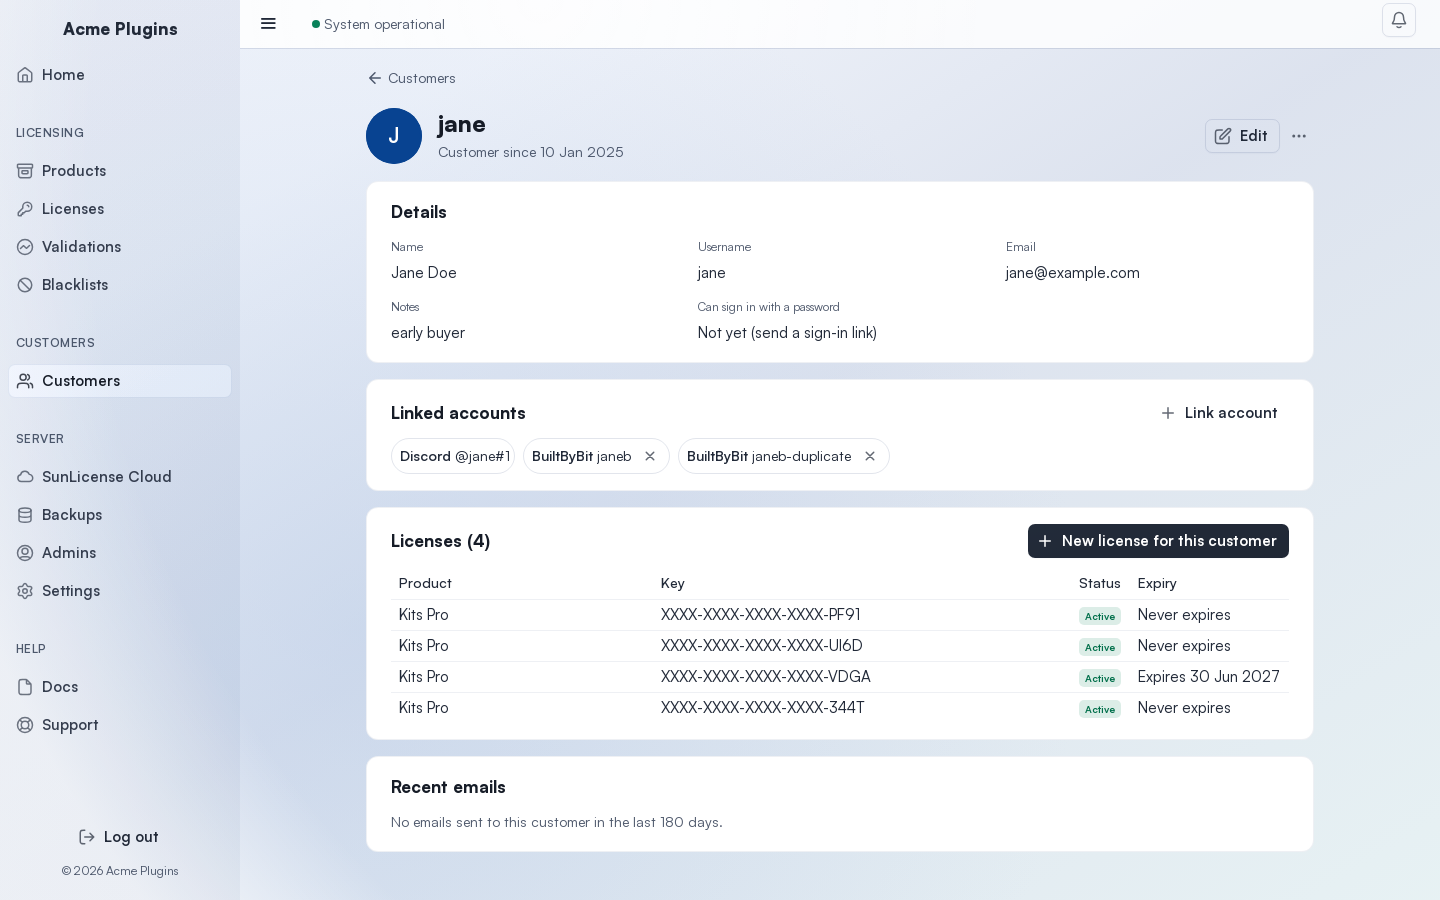 Acme Plugins
System operational
Home
LICENSING
Products
Licenses
Validations
Blacklists
CUSTOMERS
Customers
SERVER
SunLicense Cloud
Backups
Admins
Settings
HELP
Docs
Support
Log out
© 2026 Acme Plugins
Customers
J
jane
Customer since 10 Jan 2025
Edit
Details
Name
Username
Email
Jane Doe
jane
jane@example.com
Notes
Can sign in with a password
early buyer
Not yet (send a sign-in link)
Linked accounts
Link account
Discord @jane#1
BuiltByBit janeb
BuiltByBit janeb-duplicate
Licenses (4)
New license for this customer
Product Key Status Expiry
Kits Pro XXXX-XXXX-XXXX-XXXX-PF91 Active Never expires
Kits Pro XXXX-XXXX-XXXX-XXXX-UI6D Active Never expires
Kits Pro XXXX-XXXX-XXXX-XXXX-VDGA Active Expires 30 Jun 2027
Kits Pro XXXX-XXXX-XXXX-XXXX-344T Active Never expires
Recent emails
No emails sent to this customer in the last 180 days.